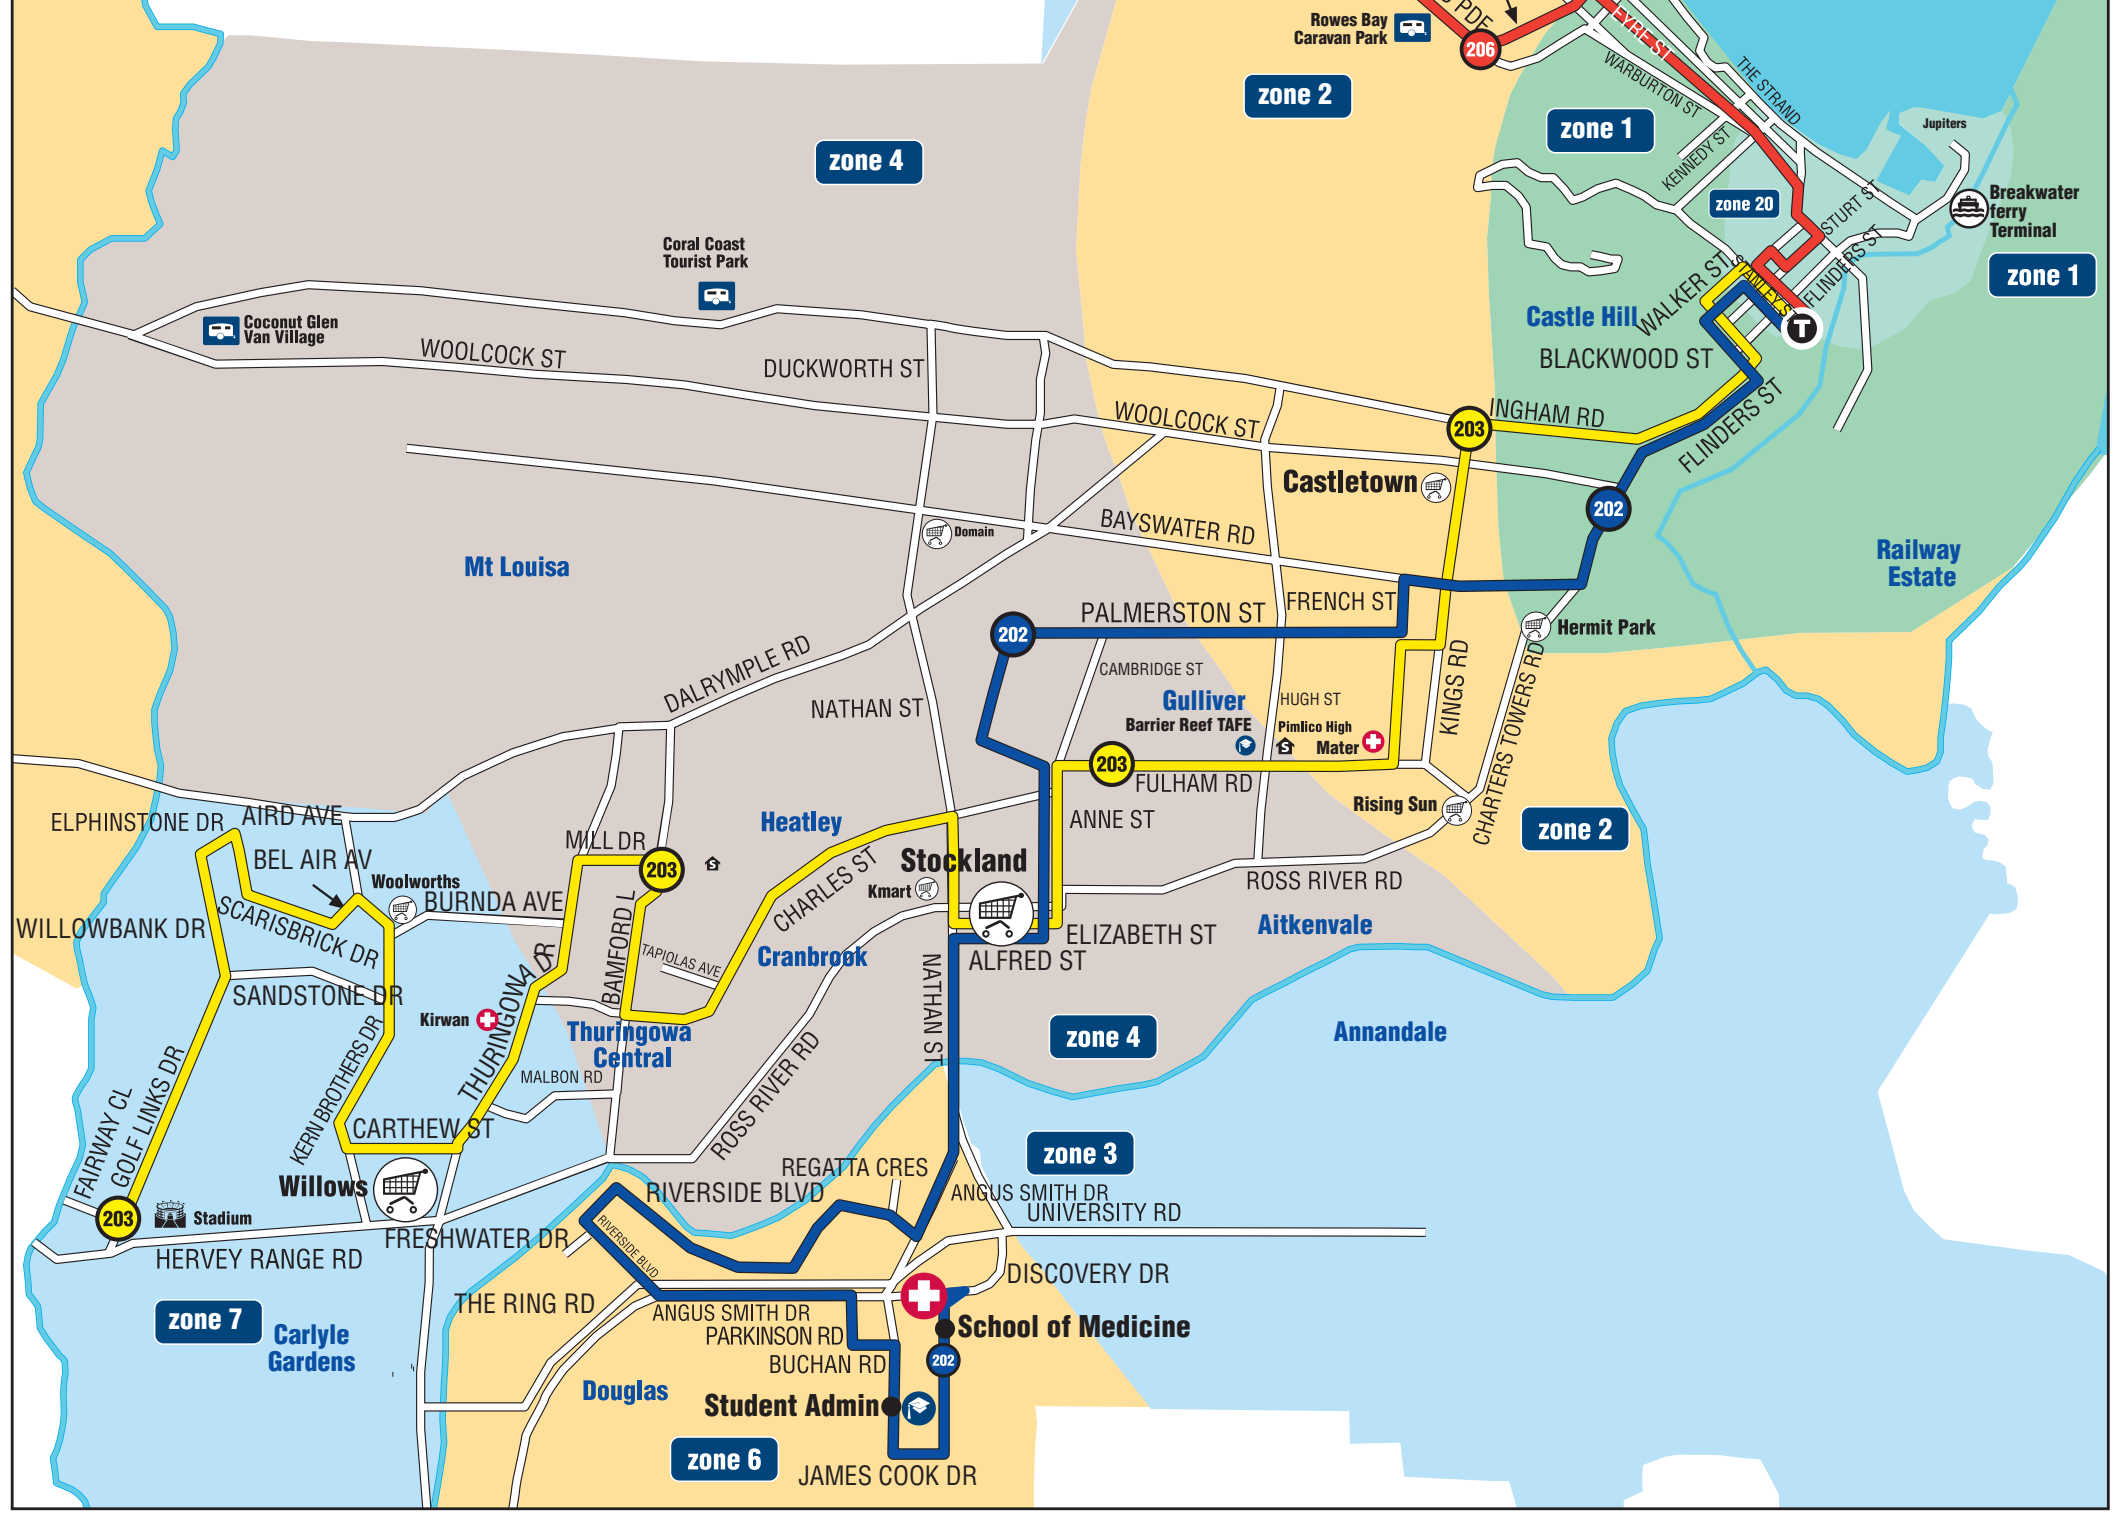 Rowes Bay
Caravan Park
PDE
206
EYRE ST
WARBURTON ST
THE STRAND
zone 2
zone 1
Jupiters
KENNEDY ST
zone 4
zone 20
STURT ST
Breakwater
ferry
Terminal
FLINDERS ST
zone 1
Coral Coast
Tourist Park
WALKER ST
STANLEY ST
FLINDERS ST
T
Castle Hill
Coconut Glen
Van Village
WOOLCOCK ST
DUCKWORTH ST
BLACKWOOD ST
WOOLCOCK ST
203
INGHAM RD
FLINDERS ST
Castletown
202
BAYSWATER RD
Domain
Mt Louisa
Railway
Estate
PALMERSTON ST
FRENCH ST
202
Hermit Park
DALRYMPLE RD
CAMBRIDGE ST
KINGS RD
CHARTERS TOWERS RD
NATHAN ST
Gulliver
HUGH ST
Barrier Reef TAFE
Pimlico High
S
Mater
203
FULHAM RD
Rising Sun
ELPHINSTONE DR
AIRD AVE
Heatley
ANNE ST
zone 2
MILL DR
BEL AIR AV
203
S
Stockland
Woolworths
BURNDA AVE
CHARLES ST
Kmart
ROSS RIVER RD
WILLOWBANK DR
SCARISBRICK DR
BAMFORD L
TAPIOLAS AVE
Cranbrook
ELIZABETH ST
Aitkenvale
ALFRED ST
SANDSTONE DR
THURINGOWA DR
Kirwan
Thuringowa
Central
NATHAN ST
zone 4
Annandale
KERN BROTHERS DR
GOLF LINKS DR
FAIRWAY CL
MALBON RD
ROSS RIVER RD
CARTHEW ST
zone 3
REGATTA CRES
Willows
RIVERSIDE BLVD
ANGUS SMITH DR
UNIVERSITY RD
203
Stadium
FRESHWATER DR
RIVERSIDE BLVD
HERVEY RANGE RD
DISCOVERY DR
THE RING RD
ANGUS SMITH DR
zone 7
PARKINSON RD
School of Medicine
Carlyle
Gardens
BUCHAN RD
202
Douglas
Student Admin
zone 6
JAMES COOK DR